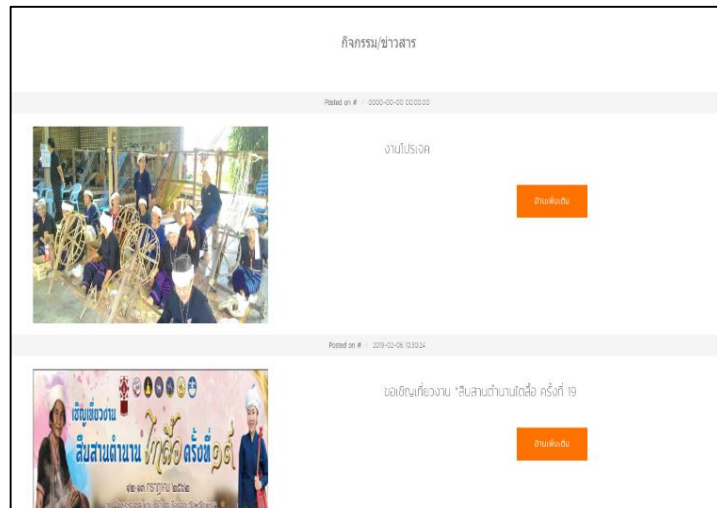 กิจกรรม/ข่าวสาร
Posted on # / 0000-00-00 00:00:00
งานโปรเจค
อ่านเพิ่มเติม
Posted on # / 2019-02-06 10:30:24
ขอเชิญเที่ยวงาน "สืบสานตำนานไตลื้อ ครั้งที่ 19
อ่านเพิ่มเติม
เชิญเที่ยวงาน
สืบสานตำนาน ไทลื้อ ครั้งที่ ๑๙